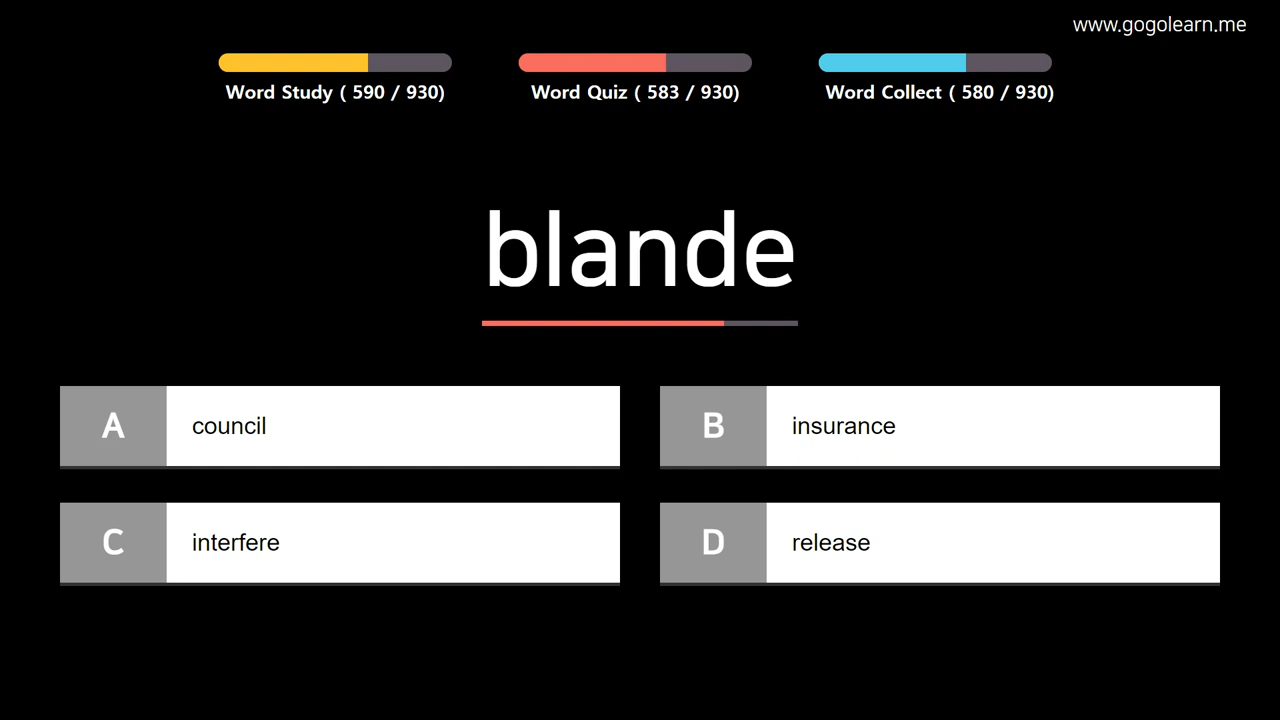 www.gogolearn.me
Word Study ( 590 / 930)
Word Quiz ( 583 / 930)
Word Collect ( 580 / 930)
blande
A council
B insurance
C interfere
D release